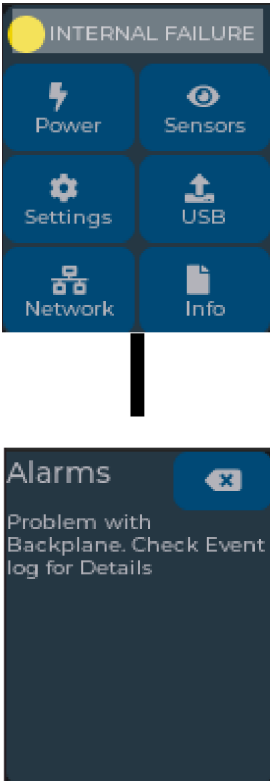 INTERNAL FAILURE
Power
Sensors
Settings
USB
Network
Info
Alarms
Problem with
Backplane. Check Event
log for Details